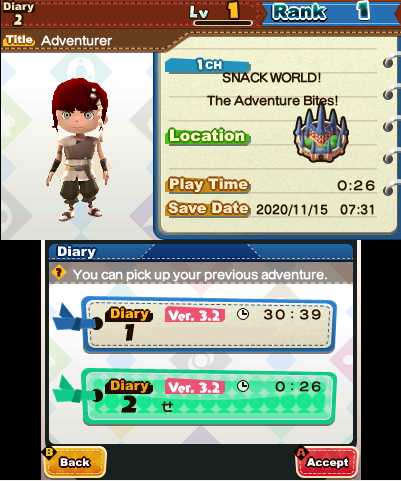 Diary
2
Lv 1
Rank 1
Title Adventurer
1CH
SNACK WORLD!
The Adventure Bites!
Location
Play Time 0:26
Save Date 2020/11/15 07:31
Diary
? You can pick up your previous adventure.
Diary 1 Ver. 3.2 30:39
Diary 2 Ver. 3.2 0:26
せ
B Back
A Accept